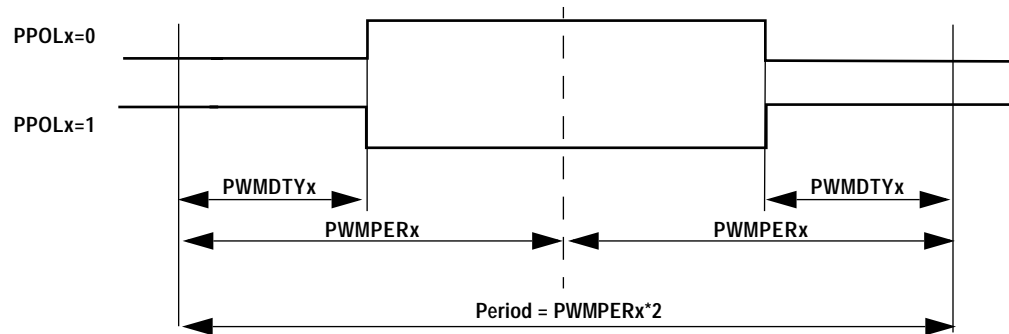 PPOLx=0
PPOLx=1
PWMDTYx
PWMDTYx
PWMPERx
PWMPERx
Period = PWMPERx*2